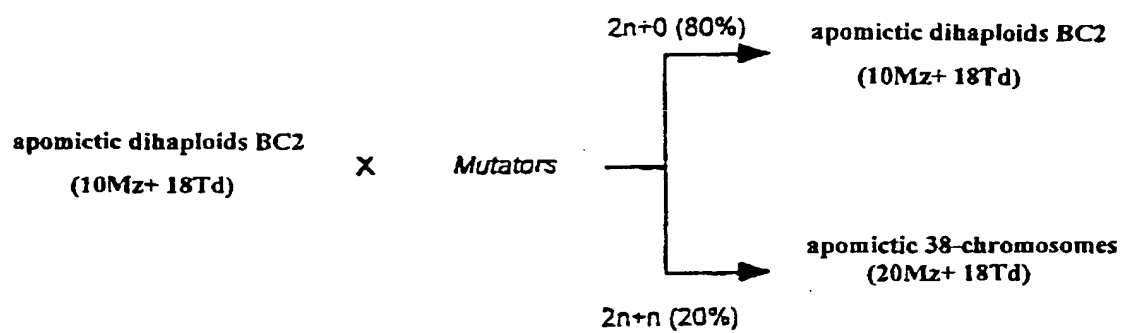 2n+0 (80%)
apomictic dihaploids BC2
(10Mz+ 18Td)
apomictic dihaploids BC2
(10Mz+ 18Td)
X
Mutators
apomictic 38-chromosomes
(20Mz+ 18Td)
2n+n (20%)